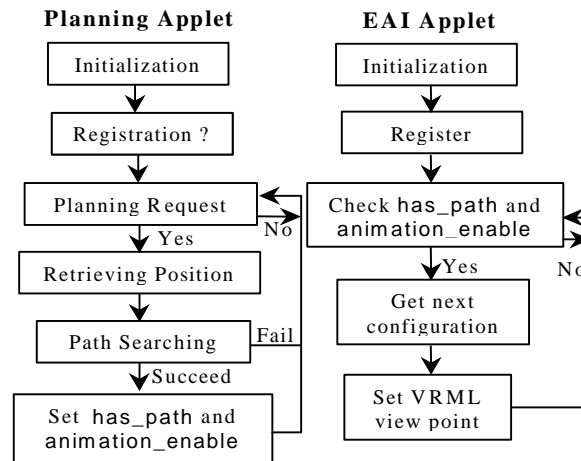 Planning Applet
Initialization
Registration ?
Planning Request
No
Yes
Retrieving Position
Path Searching
Fail
Succeed
Set has_path and
animation_enable
EAI Applet
Initialization
Register
Check has_path and
animation_enable
No
Yes
Get next
configuration
Set VRML
view point